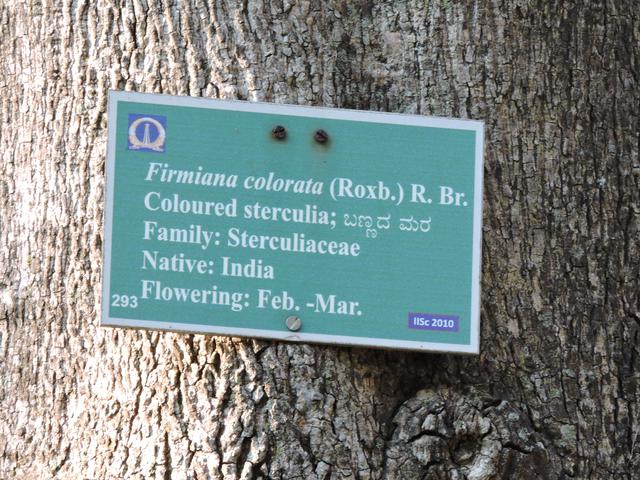 Firmiana colorata (Roxb.) R. Br.
Coloured sterculia; ಬಣ್ಣದ ಮರ
Family: Sterculiaceae
Native: India
Flowering: Feb. -Mar.
293
IISc 2010